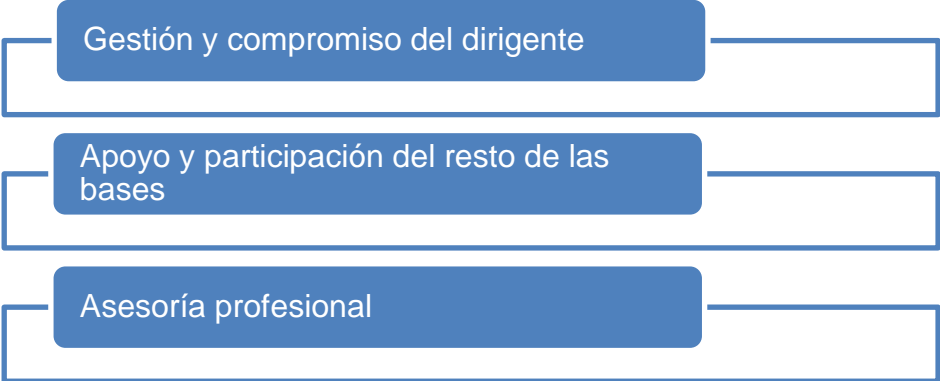 Gestión y compromiso del dirigente
Apoyo y participación del resto de las
bases
Asesoría profesional